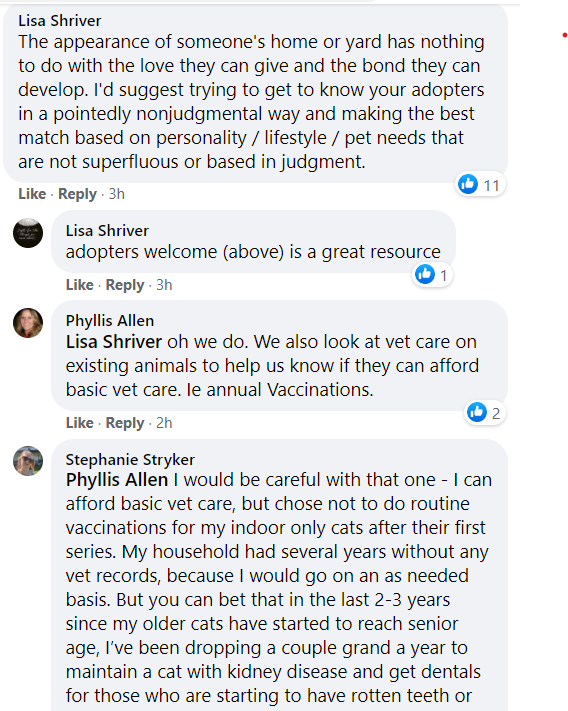 Lisa Shriver
The appearance of someone's home or yard has nothing
to do with the love they can give and the bond they can
develop. I'd suggest trying to get to know your adopters
in a pointedly nonjudgmental way and making the best
match based on personality / lifestyle / pet needs that
are not superfluous or based in judgment.
11
Like · Reply · 3h
Lisa Shriver
adopters welcome (above) is a great resource
1
Like · Reply · 3h
Phyllis Allen
Lisa Shriver oh we do. We also look at vet care on
existing animals to help us know if they can afford
basic vet care. Ie annual Vaccinations.
2
Like · Reply · 2h
Stephanie Stryker
Phyllis Allen I would be careful with that one - I can
afford basic vet care, but chose not to do routine
vaccinations for my indoor only cats after their first
series. My household had several years without any
vet records, because I would go on an as needed
basis. But you can bet that in the last 2-3 years
since my older cats have started to reach senior
age, I've been dropping a couple grand a year to
maintain a cat with kidney disease and get dentals
for those who are starting to have rotten teeth or